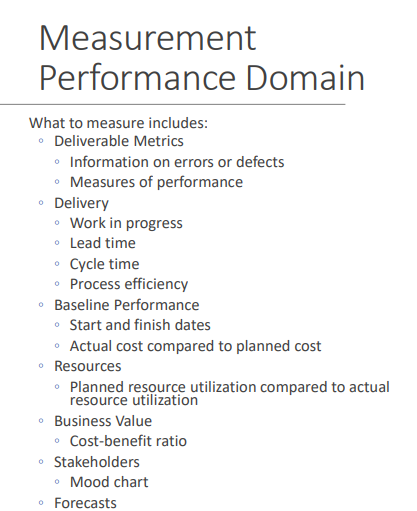 Measurement
Performance Domain
What to measure includes:
◦ Deliverable Metrics
◦ Information on errors or defects
◦ Measures of performance
◦ Delivery
◦ Work in progress
◦ Lead time
◦ Cycle time
◦ Process efficiency
◦ Baseline Performance
◦ Start and finish dates
◦ Actual cost compared to planned cost
◦ Resources
◦ Planned resource utilization compared to actual
resource utilization
◦ Business Value
◦ Cost-benefit ratio
◦ Stakeholders
◦ Mood chart
◦ Forecasts